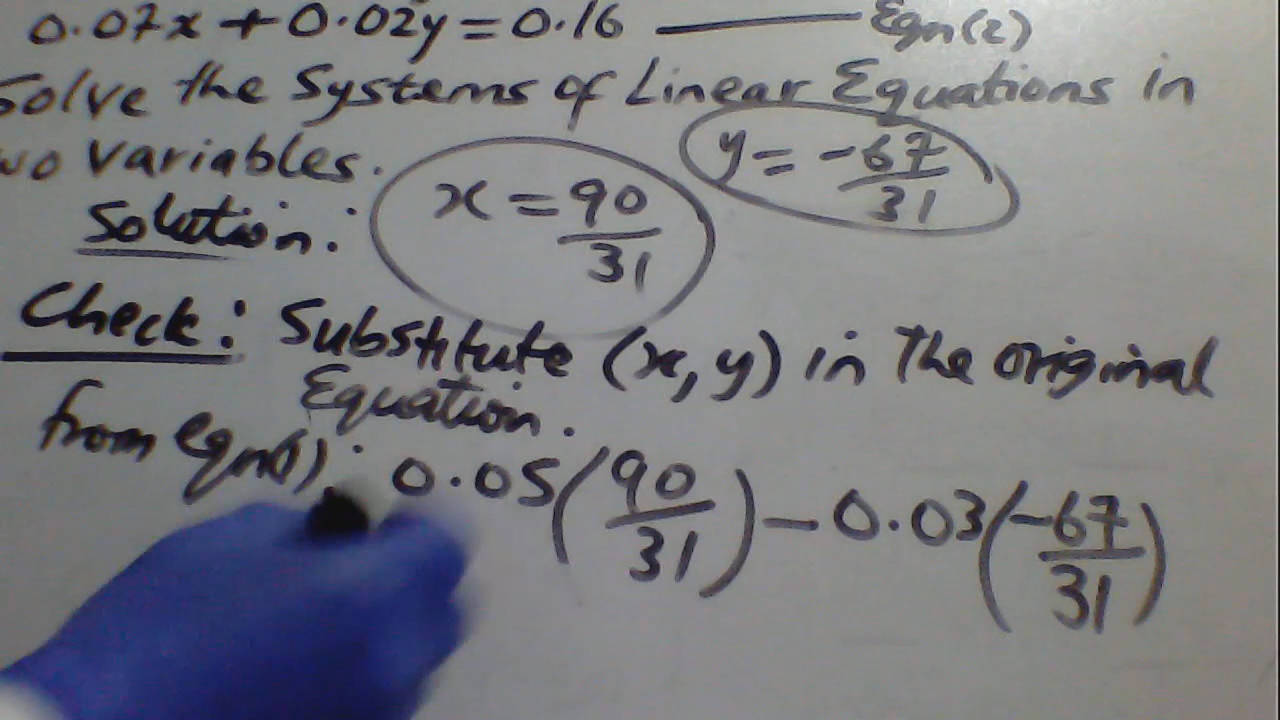 0.07x + 0.02y = 0.16 ——— Eqn(2)
Solve the Systems of Linear Equations in
wo Variables.
y = -67/31
x = 90/31
Solution:
Check: Substitute (x, y) in The original
Equation.
from eqn(1): 0.05(90/31) - 0.03(-67/31)